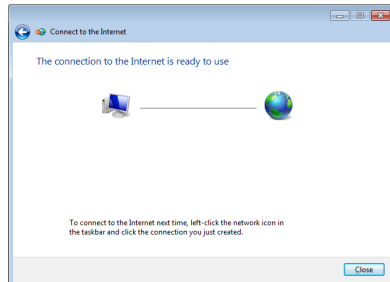 Connect to the Internet
The connection to the Internet is ready to use
To connect to the Internet next time, left-click the network icon in
the taskbar and click the connection you just created.
Close